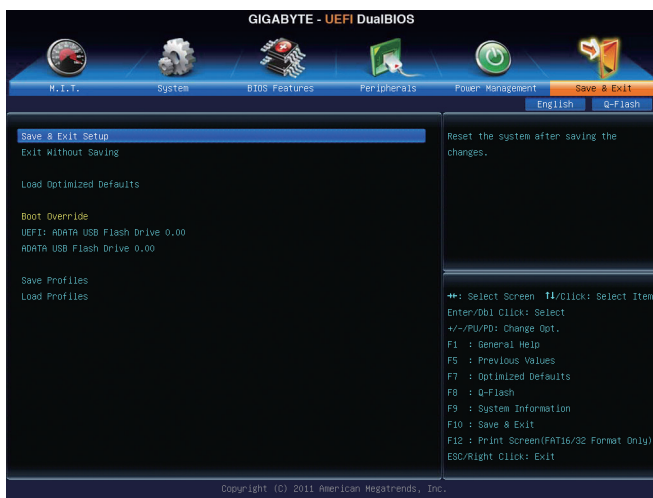 GIGABYTE - UEFI DualBIOS
M.I.T.
System
BIOS Features
Peripherals
Power Management
Save & Exit
English
Q-Flash
Save & Exit Setup
Exit Without Saving
Load Optimized Defaults
Boot Override
UEFI: ADATA USB Flash Drive 0.00
ADATA USB Flash Drive 0.00
Save Profiles
Load Profiles
Reset the system after saving the
changes.
→←: Select Screen ↑↓/Click: Select Item
Enter/Dbl Click: Select
+/-/PU/PD: Change Opt.
F1 : General Help
F5 : Previous Values
F7 : Optimized Defaults
F8 : Q-Flash
F9 : System Information
F10 : Save & Exit
F12 : Print Screen(FAT16/32 Format Only)
ESC/Right Click: Exit
Copyright (C) 2011 American Megatrends, Inc.